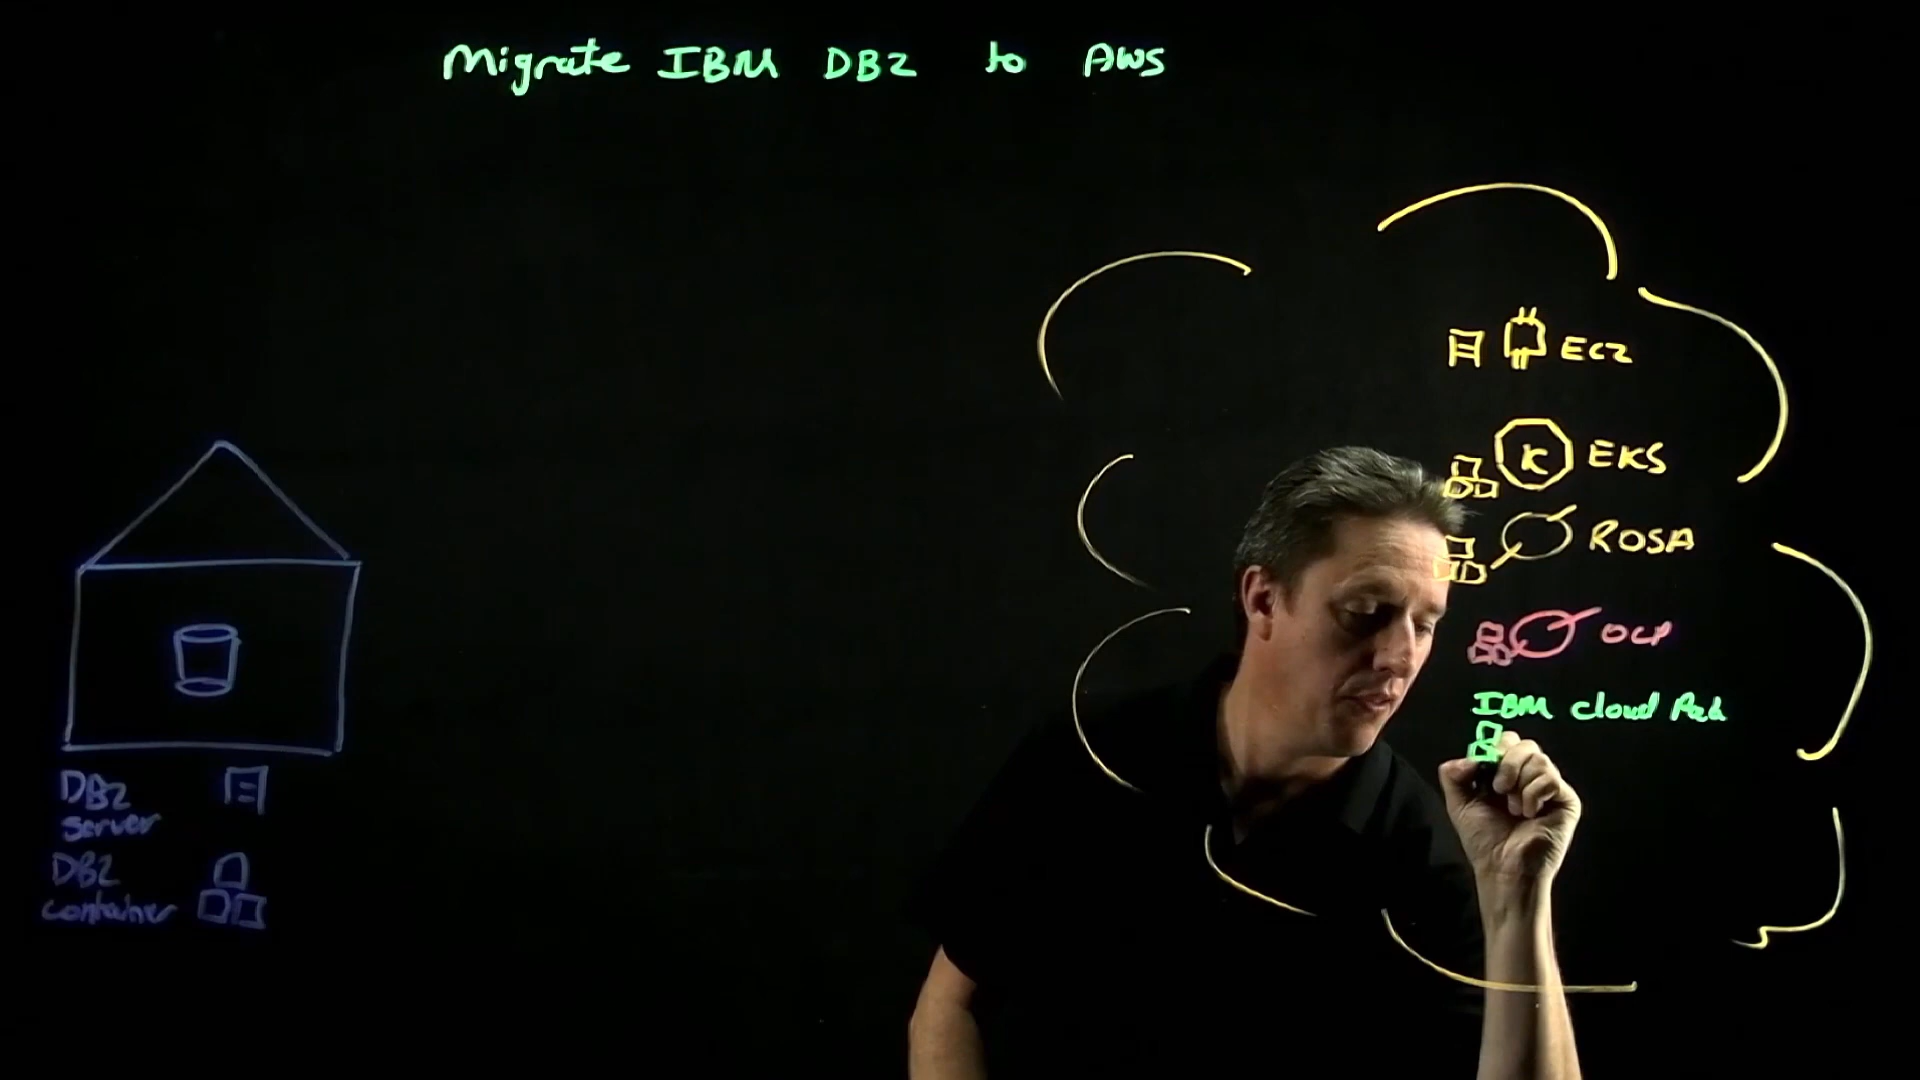 Migrate IBM DB2 to AWS
EC2
K EKS
ROSA
OCP
IBM cloud Pak
DB2
Server
DB2
container